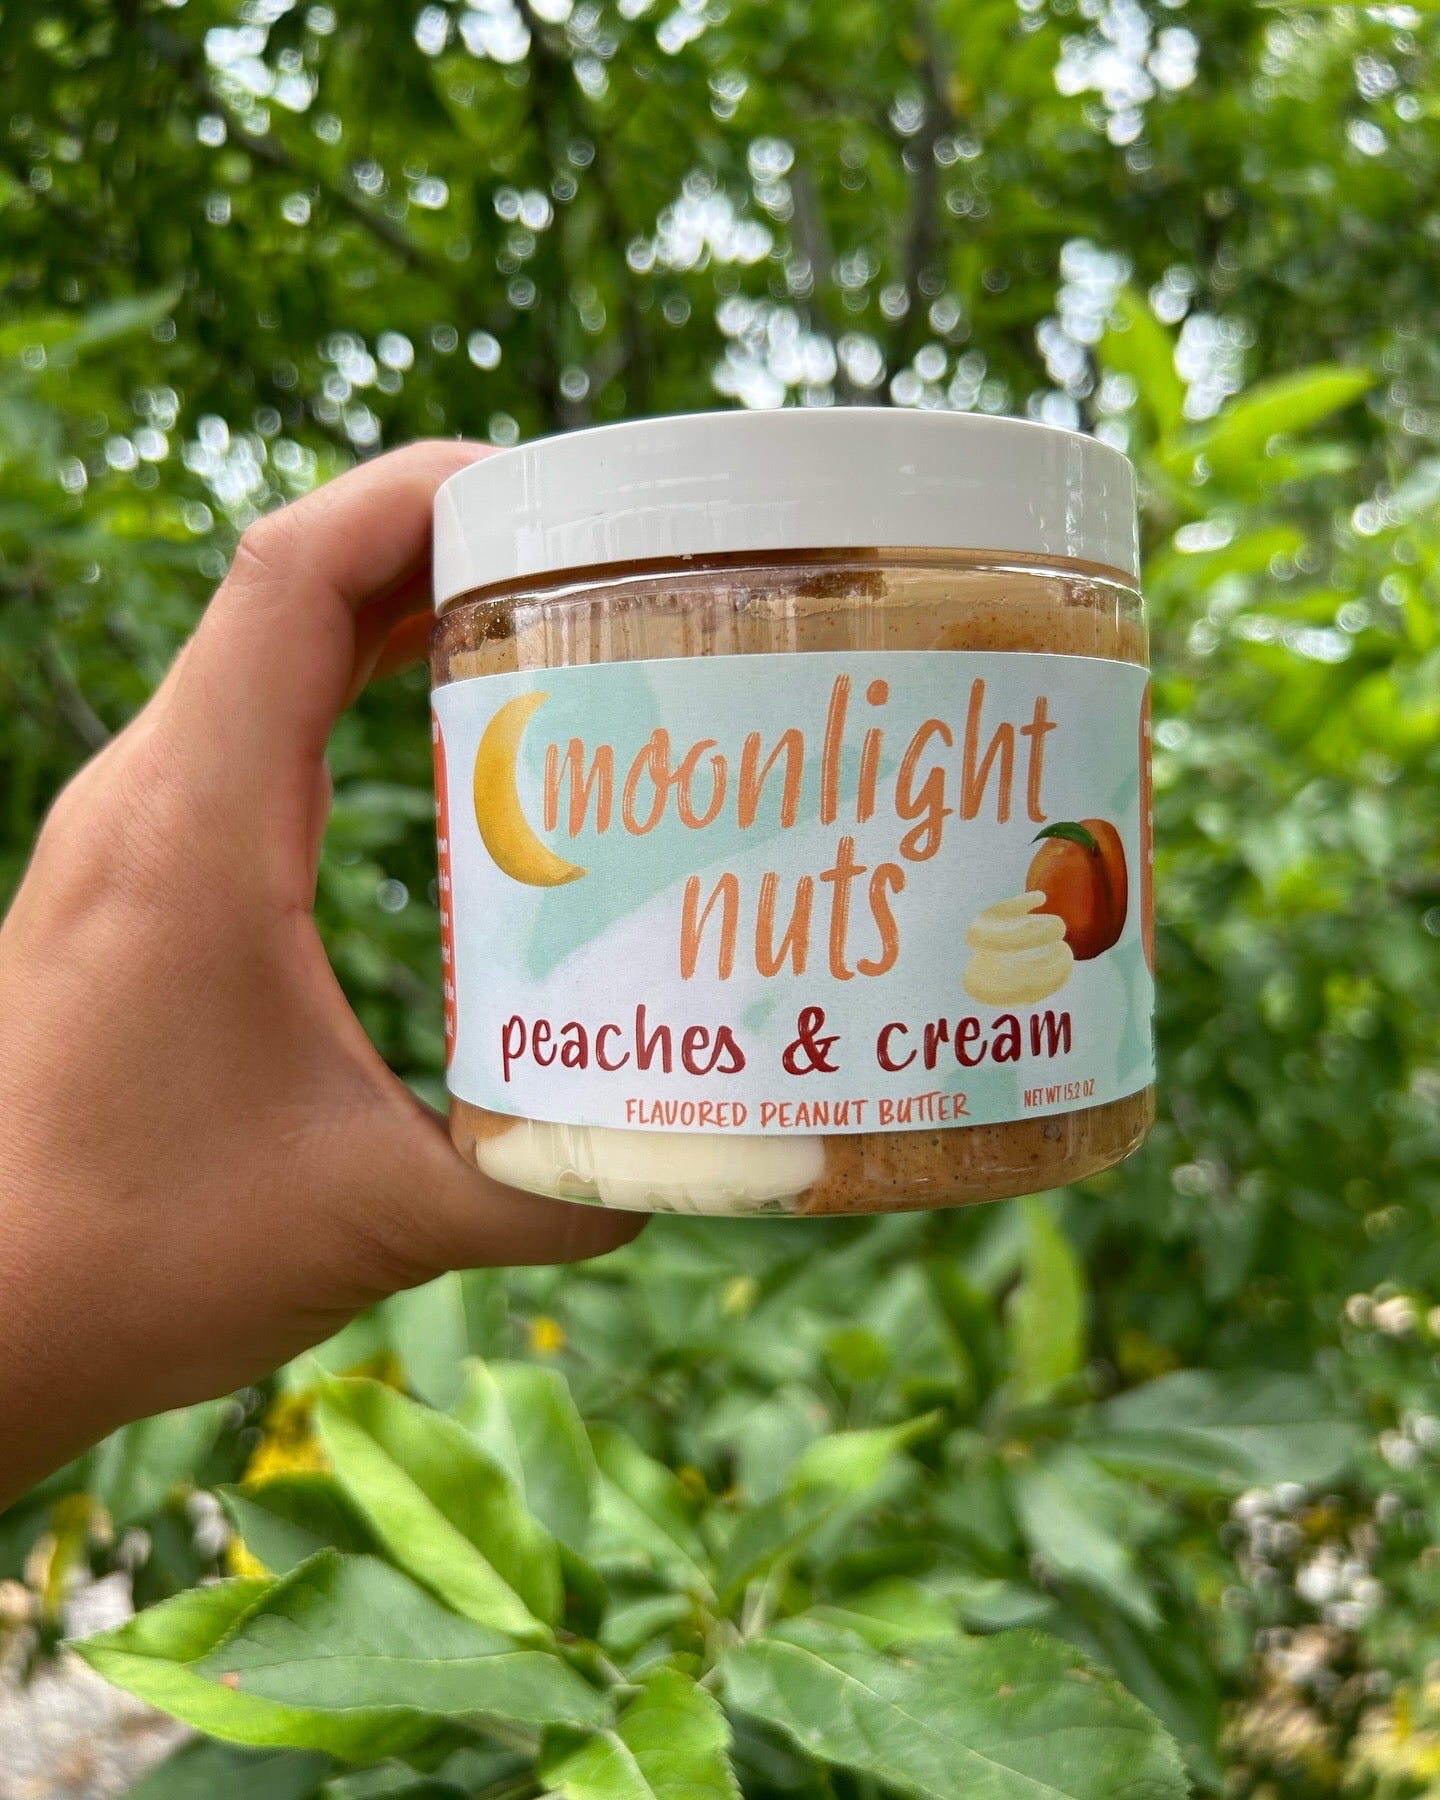 moonlight
nuts
peaches & cream
FLAVORED PEANUT BUTTER
NET WT 15.2 OZ